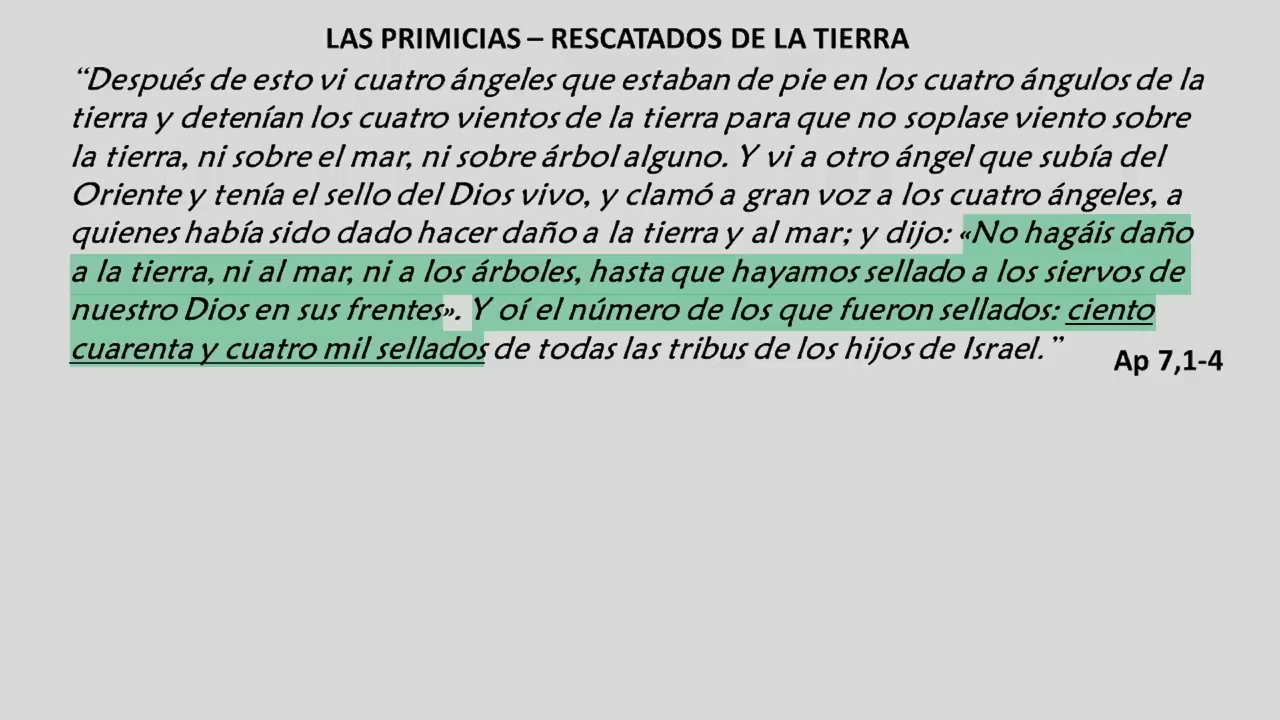 LAS PRIMICIAS – RESCATADOS DE LA TIERRA
“Después de esto vi cuatro ángeles que estaban de pie en los cuatro ángulos de la
tierra y detenían los cuatro vientos de la tierra para que no soplase viento sobre
la tierra, ni sobre el mar, ni sobre árbol alguno. Y vi a otro ángel que subía del
Oriente y tenía el sello del Dios vivo, y clamó a gran voz a los cuatro ángeles, a
quienes había sido dado hacer daño a la tierra y al mar; y dijo: «No hagáis daño
a la tierra, ni al mar, ni a los árboles, hasta que hayamos sellado a los siervos de
nuestro Dios en sus frentes». Y oí el número de los que fueron sellados: ciento
cuarenta y cuatro mil sellados de todas las tribus de los hijos de Israel.”
Ap 7,1-4